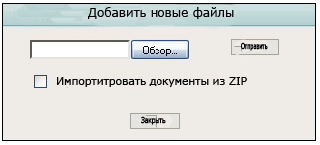 Добавить новые файлы
Обзор... Отправить
Импортитровать документы из ZIP
Закрыть